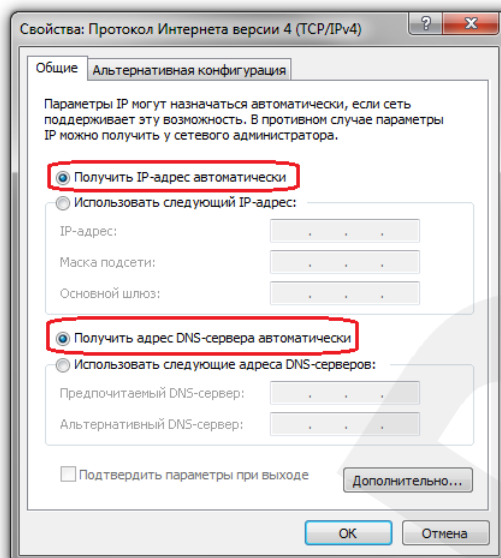 Свойства: Протокол Интернета версии 4 (TCP/IPv4)
Общие
Альтернативная конфигурация
Параметры IP могут назначаться автоматически, если сеть
поддерживает эту возможность. В противном случае параметры
IP можно получить у сетевого администратора.
Получить IP-адрес автоматически
Использовать следующий IP-адрес:
IP-адрес:
Маска подсети:
Основной шлюз:
Получить адрес DNS-сервера автоматически
Использовать следующие адреса DNS-серверов:
Предпочитаемый DNS-сервер:
Альтернативный DNS-сервер:
Подтвердить параметры при выходе
Дополнительно...
ОК
Отмена